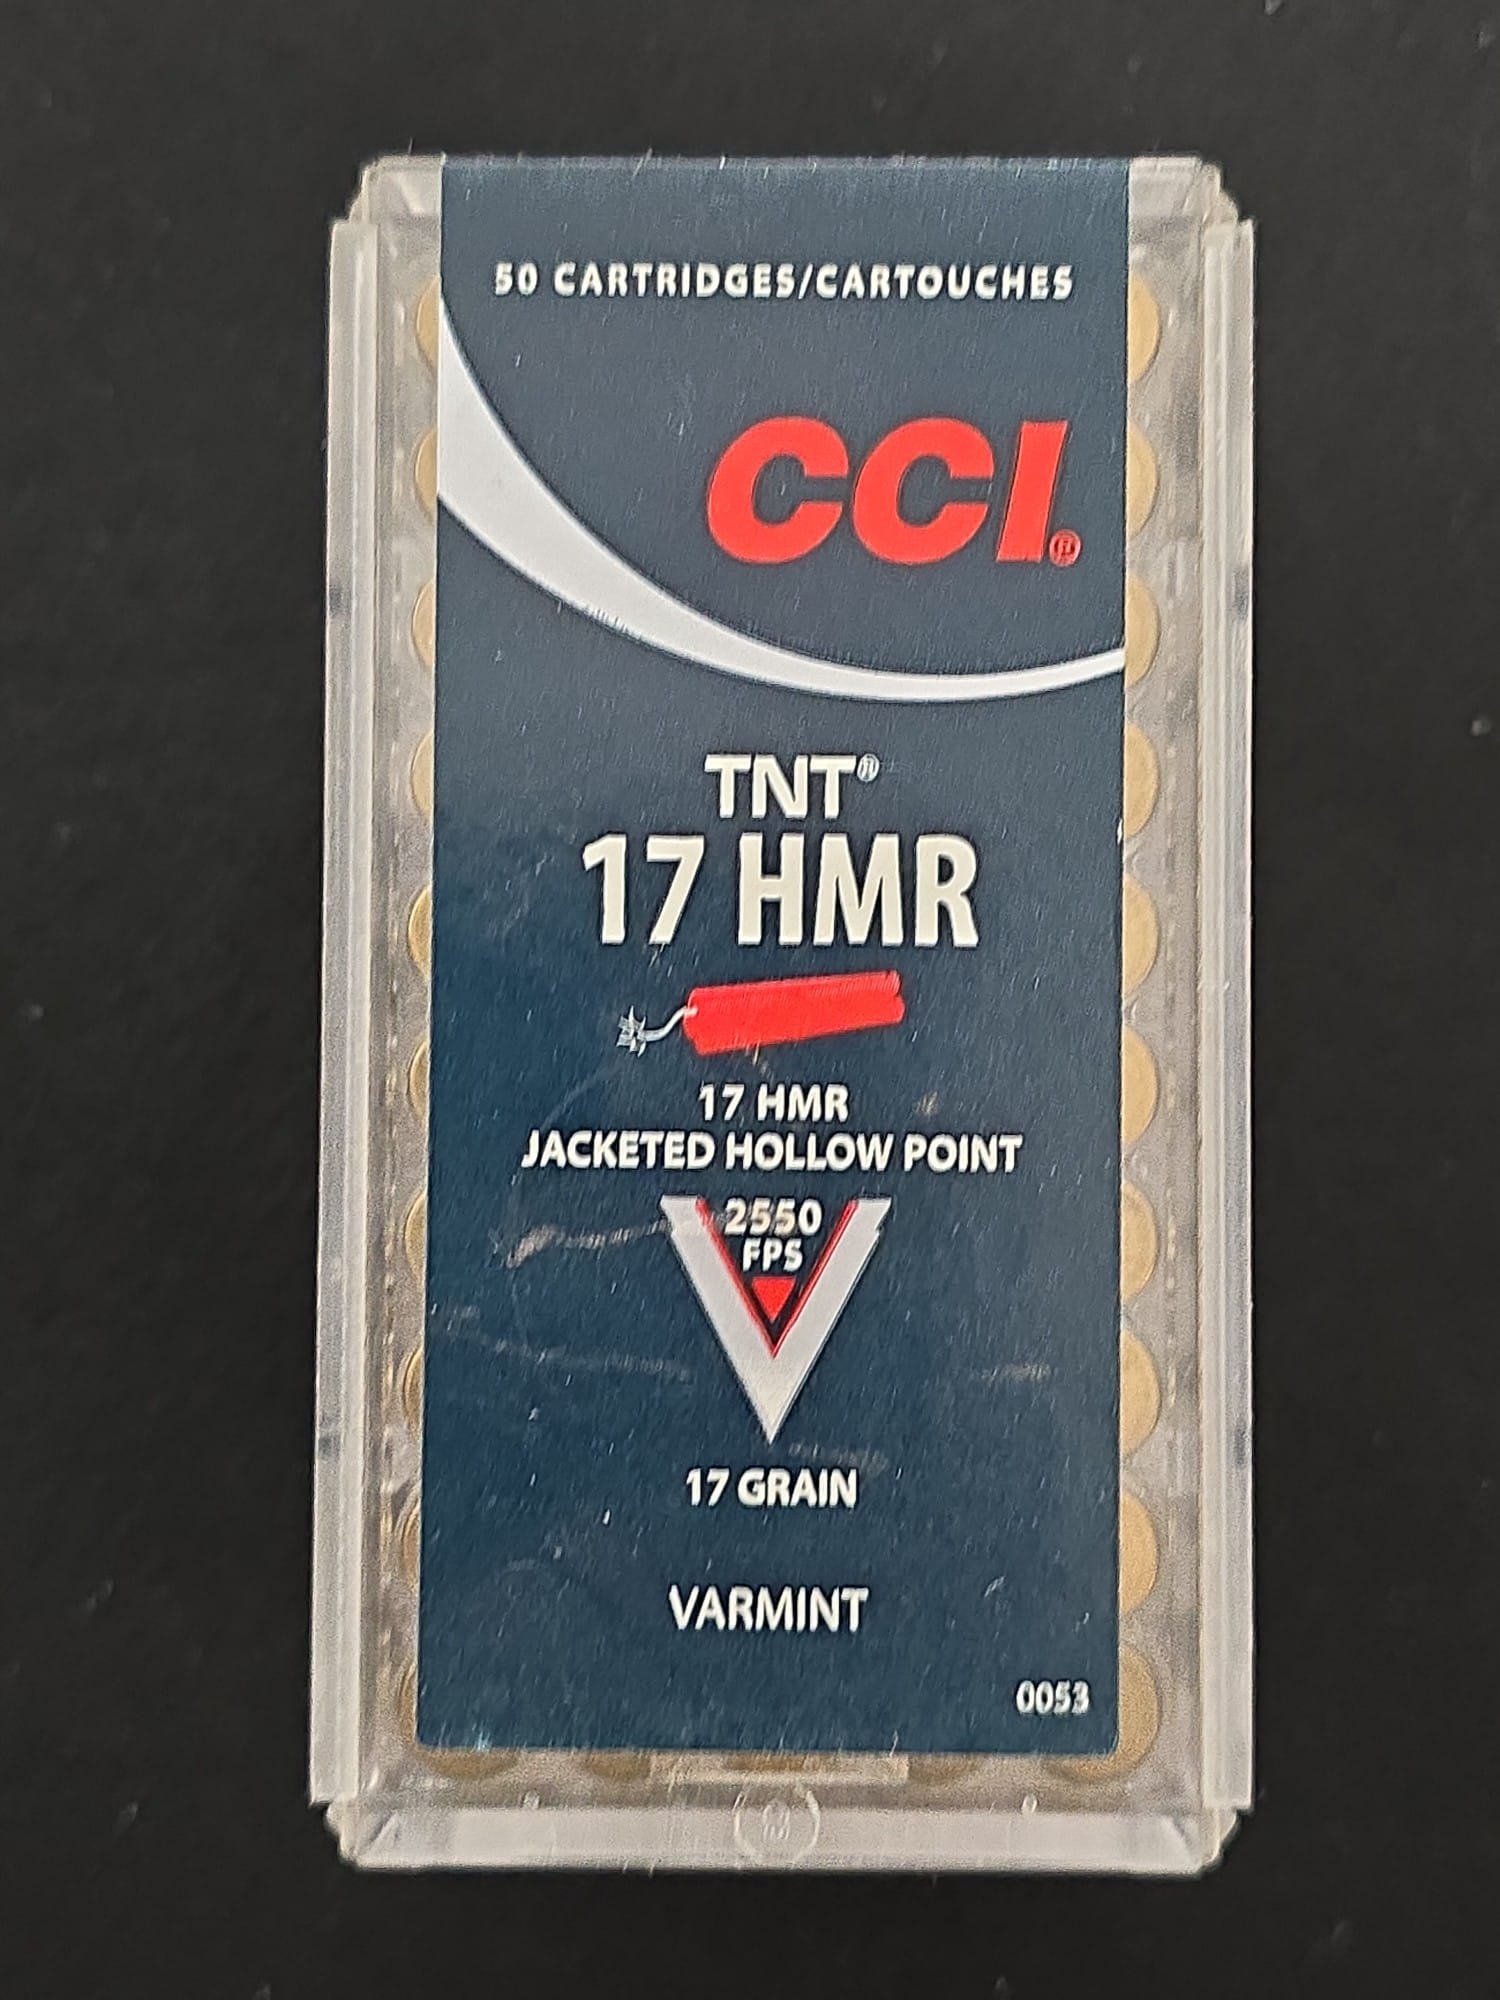 50 CARTRIDGES/CARTOUCHES
CCI®
TNT®
17 HMR
17 HMR
JACKETED HOLLOW POINT
2550
FPS
17 GRAIN
VARMINT
0053